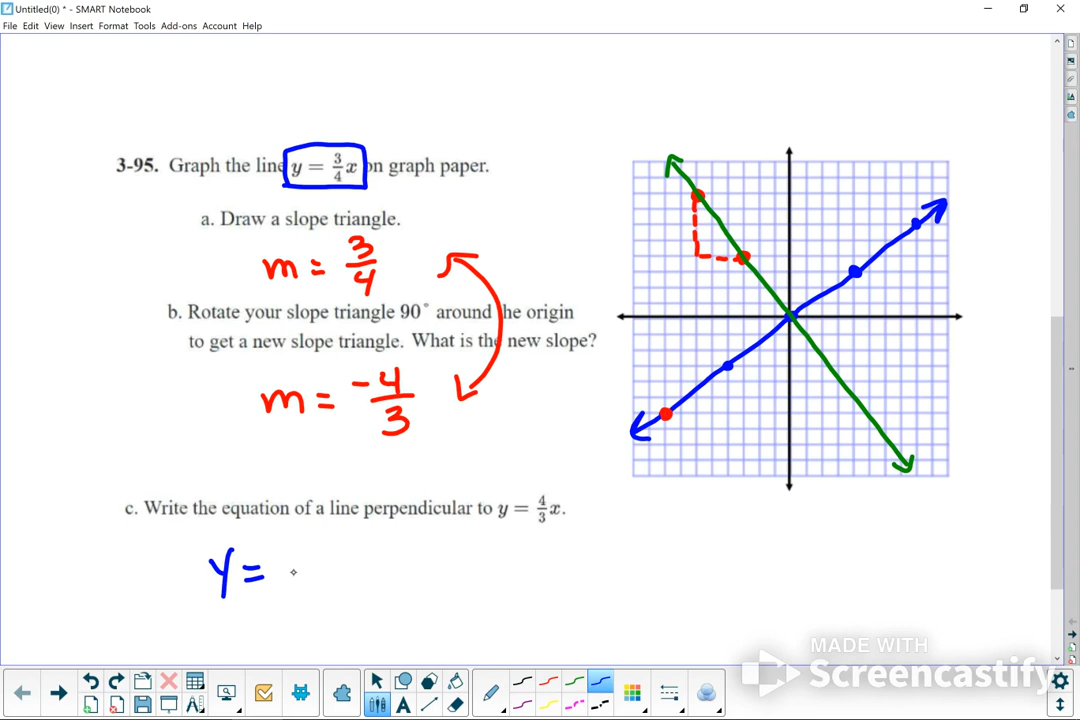 Untitled(0) * - SMART Notebook
File Edit View Insert Format Tools Add-ons Account Help
3-95. Graph the line y = 3/4 x on graph paper.
a. Draw a slope triangle.
m = 3/4
b. Rotate your slope triangle 90° around the origin
to get a new slope triangle. What is the new slope?
m = -4/3
c. Write the equation of a line perpendicular to y = 4/3 x.
y =
MADE WITH
Screencastify